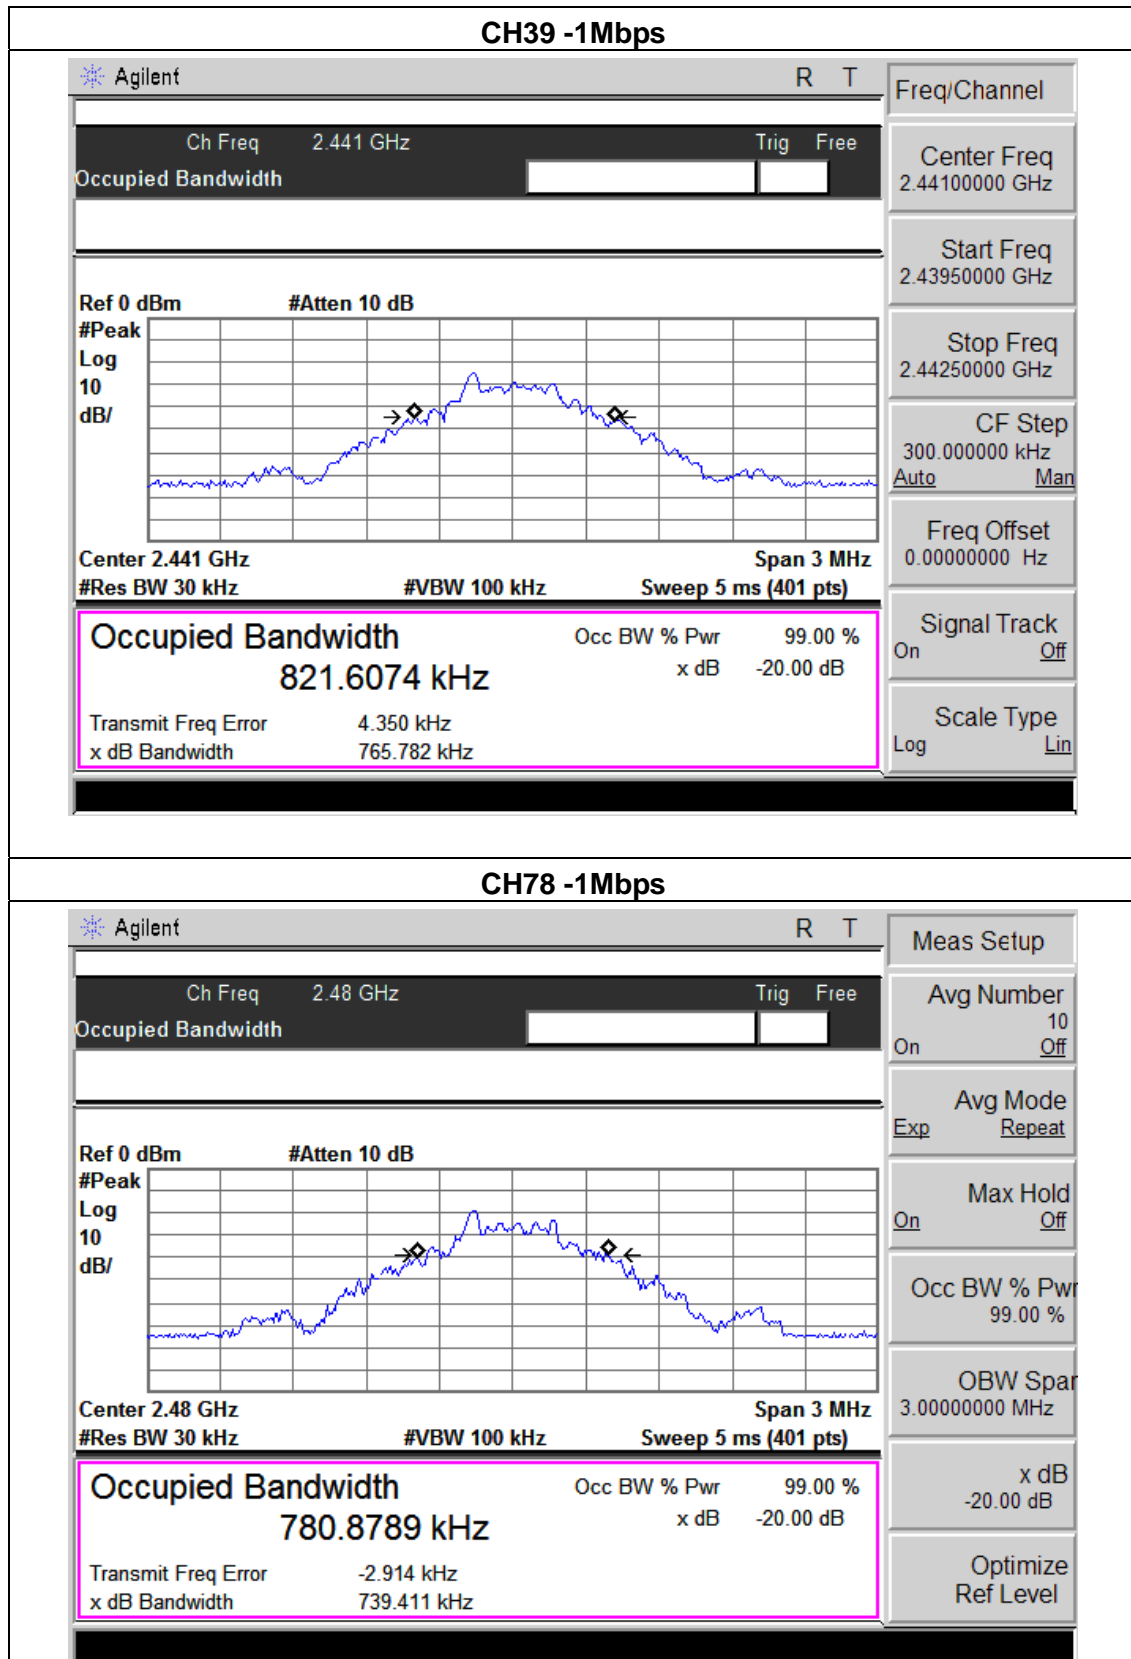 CH39 -1Mbps
Agilent R T
Freq/Channel
Ch Freq 2.441 GHz Trig Free
Occupied Bandwidth
Center Freq
2.44100000 GHz
Start Freq
2.43950000 GHz
Ref 0 dBm #Atten 10 dB
#Peak
Log
10
dB/
Stop Freq
2.44250000 GHz
CF Step
300.000000 kHz
Auto Man
Freq Offset
0.00000000 Hz
Center 2.441 GHz Span 3 MHz
#Res BW 30 kHz #VBW 100 kHz Sweep 5 ms (401 pts)
Occupied Bandwidth Occ BW % Pwr 99.00 %
821.6074 kHz x dB -20.00 dB
Signal Track
On Off
Transmit Freq Error 4.350 kHz
x dB Bandwidth 765.782 kHz
Scale Type
Log Lin
CH78 -1Mbps
Agilent R T
Meas Setup
Ch Freq 2.48 GHz Trig Free
Occupied Bandwidth
Avg Number
10
On Off
Avg Mode
Exp Repeat
Ref 0 dBm #Atten 10 dB
#Peak
Log
10
dB/
Max Hold
On Off
Occ BW % Pwr
99.00 %
OBW Span
3.00000000 MHz
Center 2.48 GHz Span 3 MHz
#Res BW 30 kHz #VBW 100 kHz Sweep 5 ms (401 pts)
Occupied Bandwidth Occ BW % Pwr 99.00 %
780.8789 kHz x dB -20.00 dB
x dB
-20.00 dB
Transmit Freq Error -2.914 kHz
x dB Bandwidth 739.411 kHz
Optimize
Ref Level